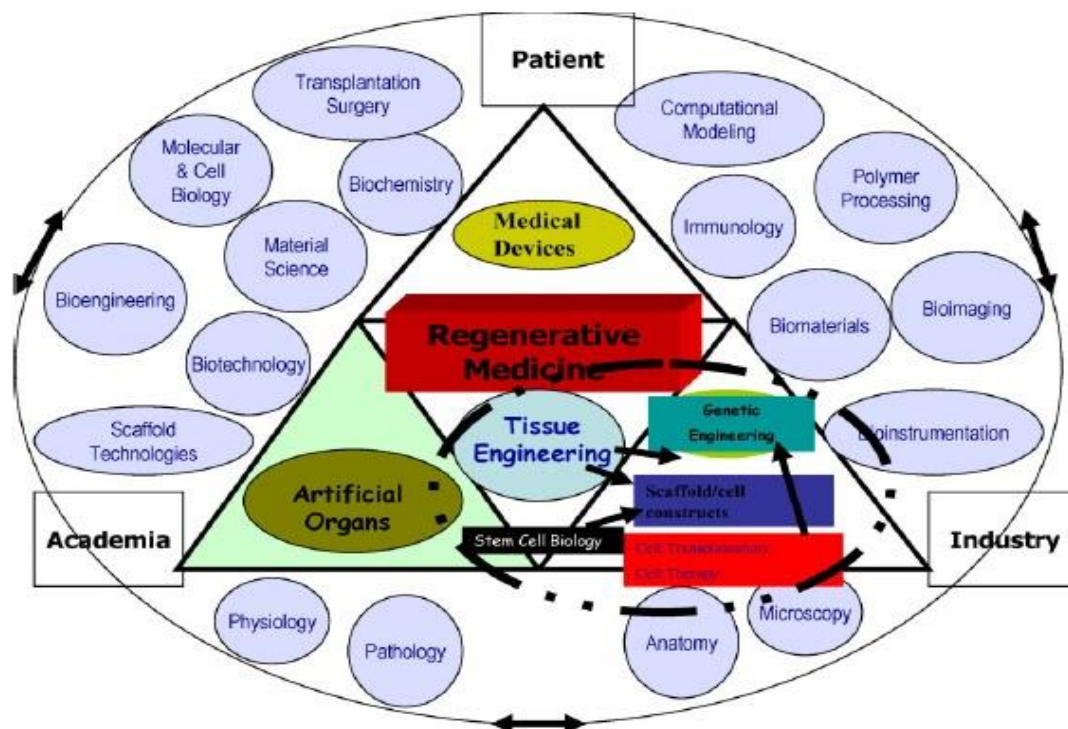 Patient
Transplantation
Surgery
Computational
Modeling
Molecular
& Cell
Biology
Biochemistry
Polymer
Processing
Medical
Devices
Immunology
Material
Science
Bioengineering
Biomaterials
Bioimaging
Regenerative
Medicine
Biotechnology
Scaffold
Technologies
Tissue
Engineering
Genetic
Engineering
Bioinstrumentation
Artificial
Organs
Scaffold/cell
constructs
Academia
Stem Cell Biology
Industry
Cell Transplantation
Cell Therapy
Physiology
Pathology
Anatomy
Microscopy